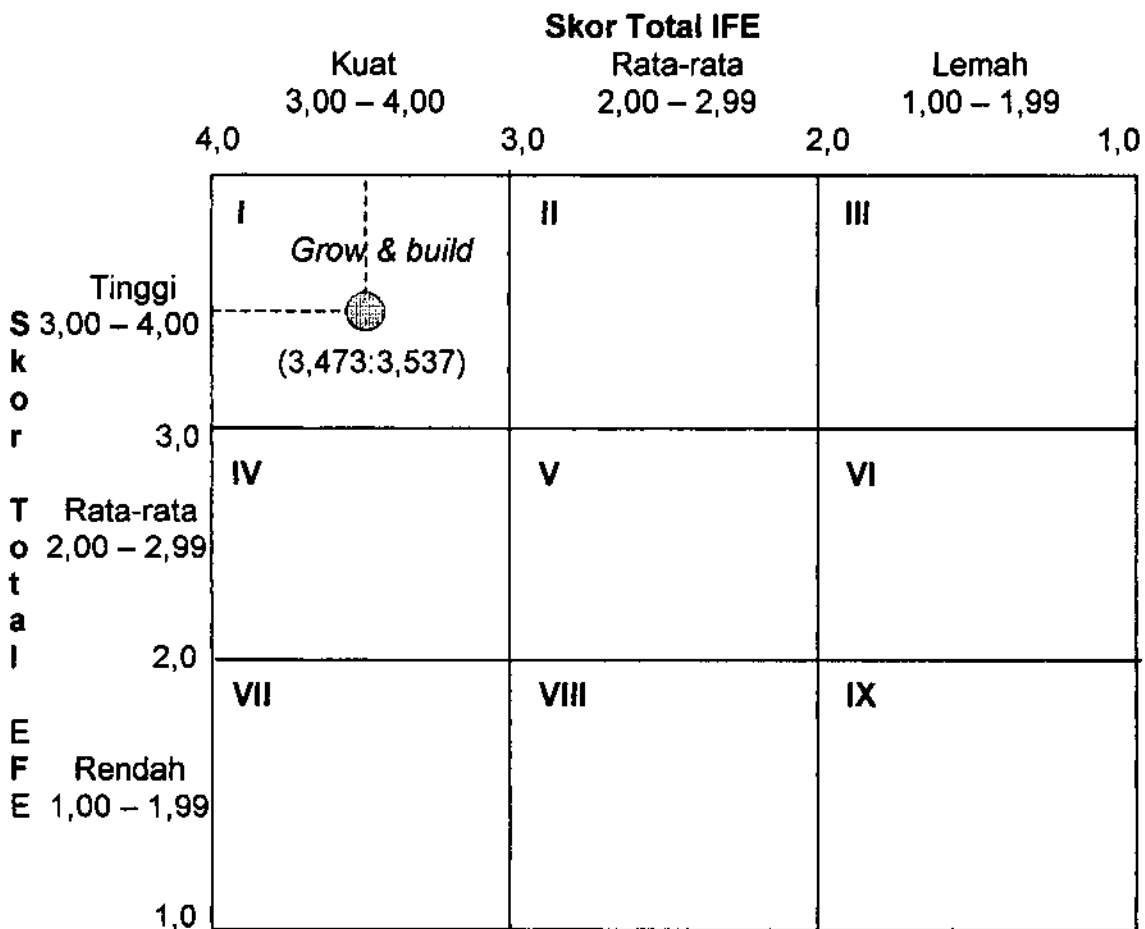 Skor Total IFE
Kuat Rata-rata Lemah
3,00 – 4,00 2,00 – 2,99 1,00 – 1,99
4,0 3,0 2,0 1,0
I II III
Grow & build
Tinggi
3,00 – 4,00
(3,473:3,537)
Skor Total EFE
3,0
IV V VI
Rata-rata
2,00 – 2,99
2,0
VII VIII IX
Rendah
1,00 – 1,99
1,0